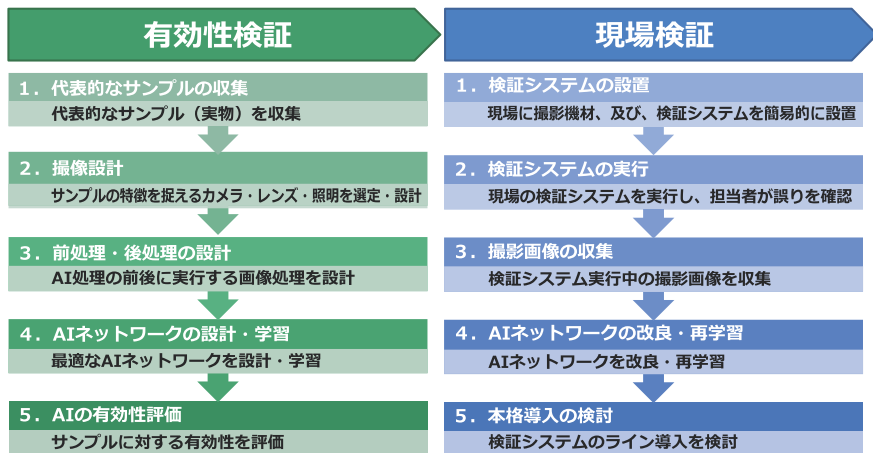 有効性検証
1．代表的なサンプルの収集
代表的なサンプル（実物）を収集
2．撮像設計
サンプルの特徴を捉えるカメラ・レンズ・照明を選定・設計
3．前処理・後処理の設計
AI処理の前後に実行する画像処理を設計
4．AIネットワークの設計・学習
最適なAIネットワークを設計・学習
5．AIの有効性評価
サンプルに対する有効性を評価
現場検証
1．検証システムの設置
現場に撮影機材、及び、検証システムを簡易的に設置
2．検証システムの実行
現場の検証システムを実行し、担当者が誤りを確認
3．撮影画像の収集
検証システム実行中の撮影画像を収集
4．AIネットワークの改良・再学習
AIネットワークを改良・再学習
5．本格導入の検討
検証システムのライン導入を検討